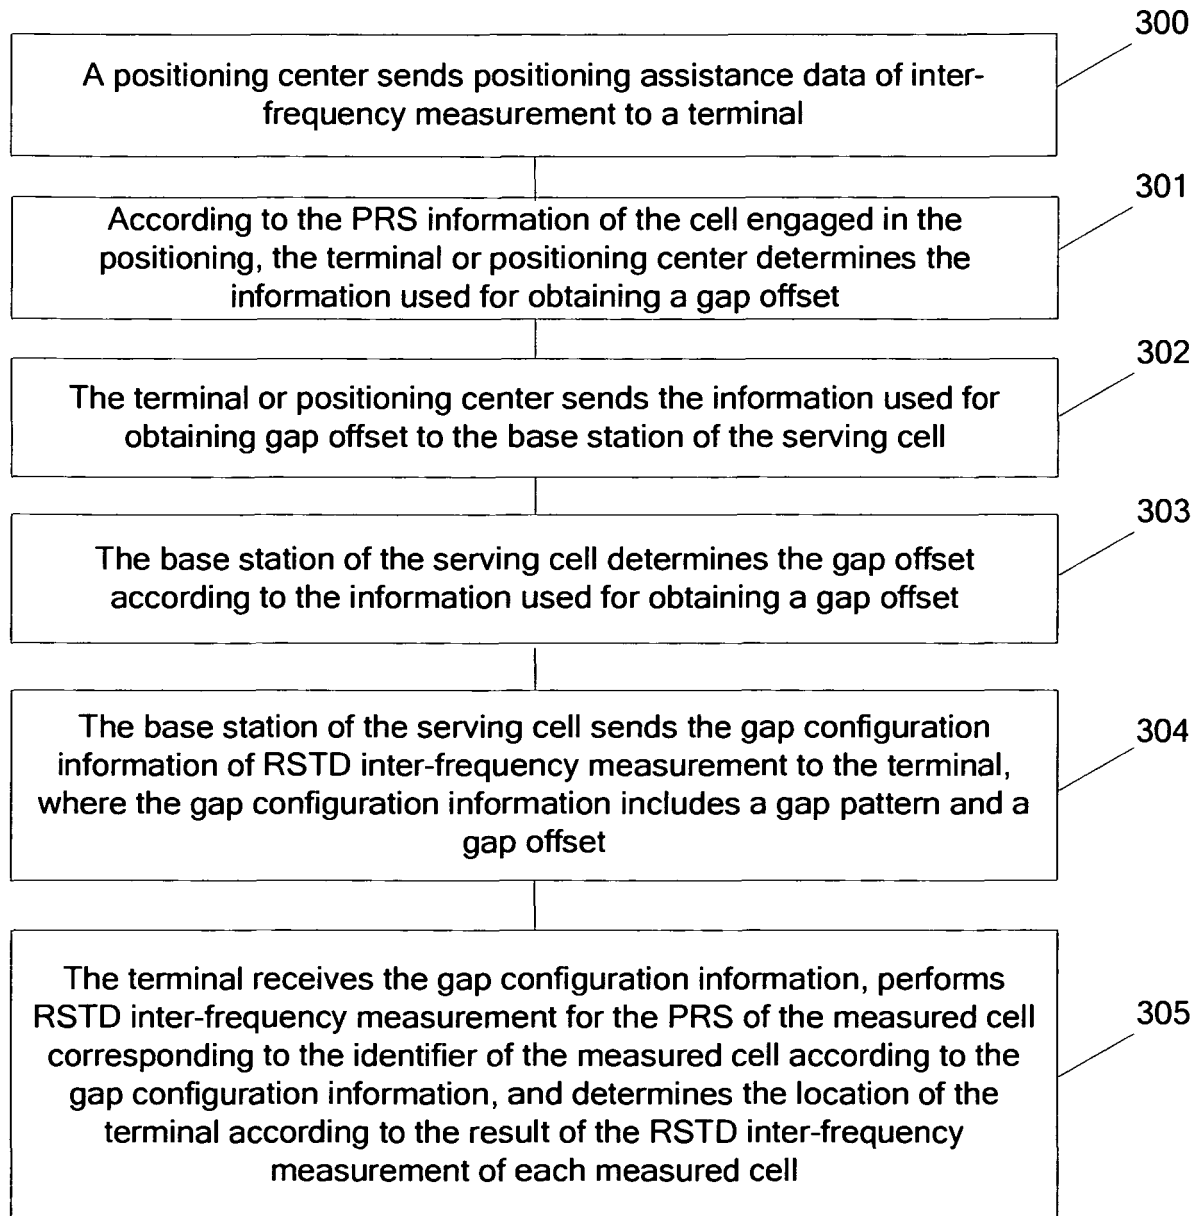 300
A positioning center sends positioning assistance data of inter-
frequency measurement to a terminal
301
According to the PRS information of the cell engaged in the
positioning, the terminal or positioning center determines the
information used for obtaining a gap offset
302
The terminal or positioning center sends the information used for
obtaining gap offset to the base station of the serving cell
303
The base station of the serving cell determines the gap offset
according to the information used for obtaining a gap offset
304
The base station of the serving cell sends the gap configuration
information of RSTD inter-frequency measurement to the terminal,
where the gap configuration information includes a gap pattern and a
gap offset
305
The terminal receives the gap configuration information, performs
RSTD inter-frequency measurement for the PRS of the measured cell
corresponding to the identifier of the measured cell according to the
gap configuration information, and determines the location of the
terminal according to the result of the RSTD inter-frequency
measurement of each measured cell